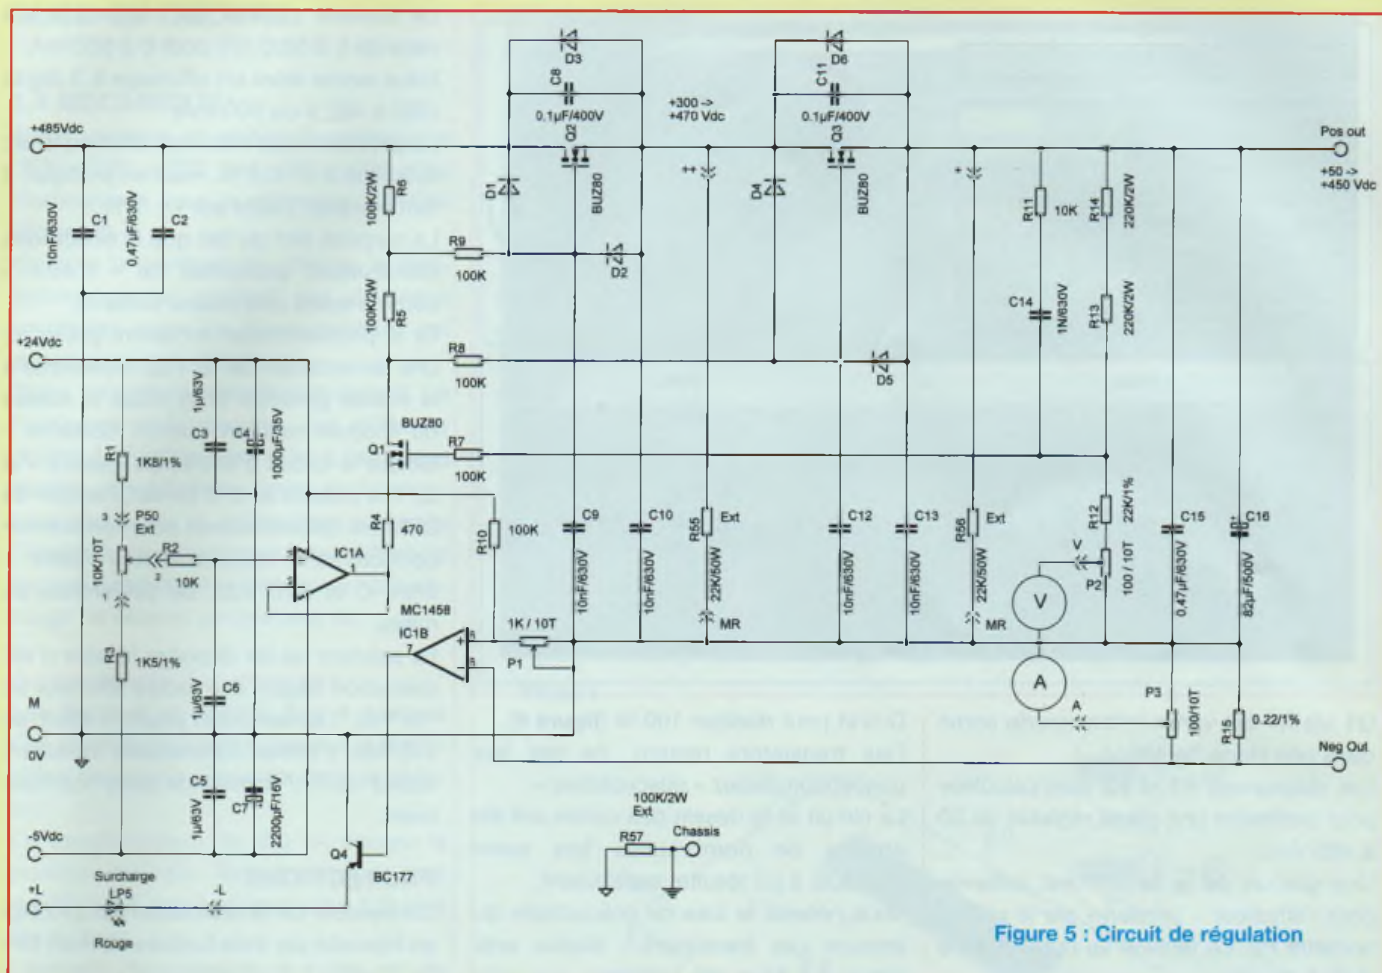 +485Vdc
10nF/630V
C1
0,47µF/630V
C2
100K/2W
R6
100K/2W
R5
R9
100K
R8
100K
R7
100K
BUZ80
Q1
D1
D3
C8
0.1µF/400V
Q2
BUZ80
D2
+300 ->
+470 Vdc
++
D6
C11
0.1µF/400V
Q3
BUZ80
D4
D5
+
R11
10K
R14
220K/2W
C14
1N/630V
R13
220K/2W
Pos out
+50 ->
+450 Vdc
+24Vdc
1µ/63V
C3
C4
1000µF/35V
R1
1K8/1%
3
P50
Ext
10K/10T
R2
2
10K
R3
1K5/1%
IC1A
1
R4
470
MC1458
IC1B
7
R10
100K
1K / 10T
P1
C9
10nF/630V
C10
10nF/630V
R55
Ext
22K/50W
MR
C12
10nF/630V
C13
10nF/630V
R56
Ext
22K/50W
MR
R12
22K/1%
V
V
P2
100 / 10T
C15
0,47µF/630V
C16
82µF/500V
A
A
P3
100/10T
R15
0.22/1%
Neg Out
M
0V
1µ/63V
C6
C5
1µ/63V
C7
2200µF/16V
-5Vdc
+L
Surcharge
LP5
Rouge
-L
Q4
BC177
100K/2W
Ext
R57
Chassis
Figure 5 : Circuit de régulation